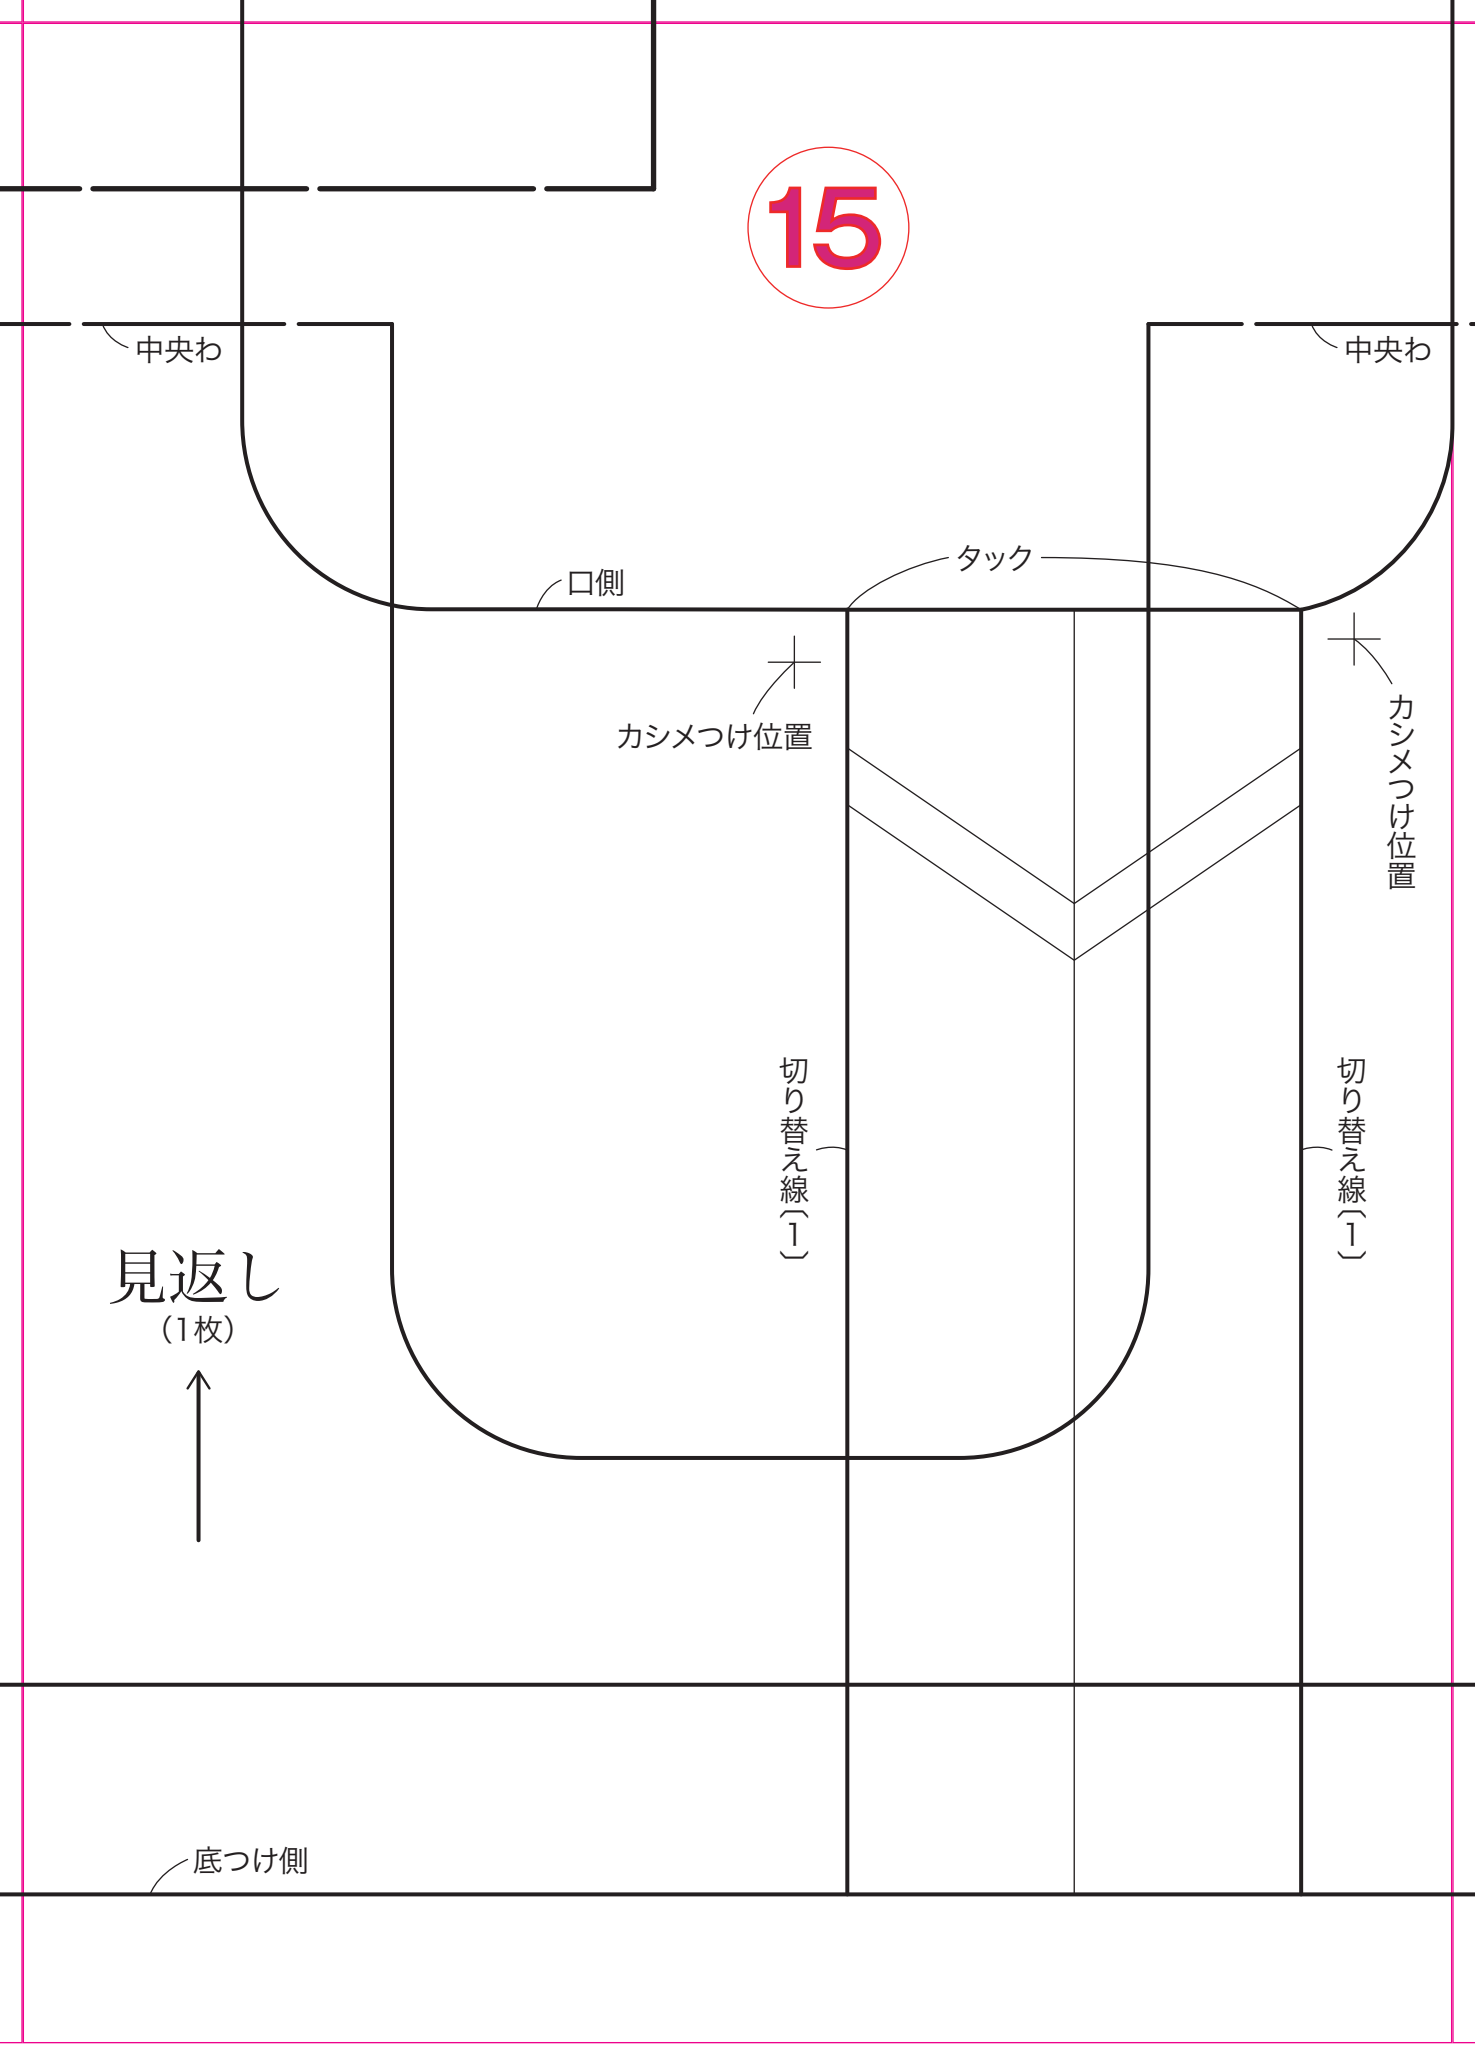 15
中央わ
中央わ
タック
口側
カシメつけ位置
カシメつけ位置
切り替え線〔1〕
切り替え線〔1〕
見返し
（1枚）
底つけ側